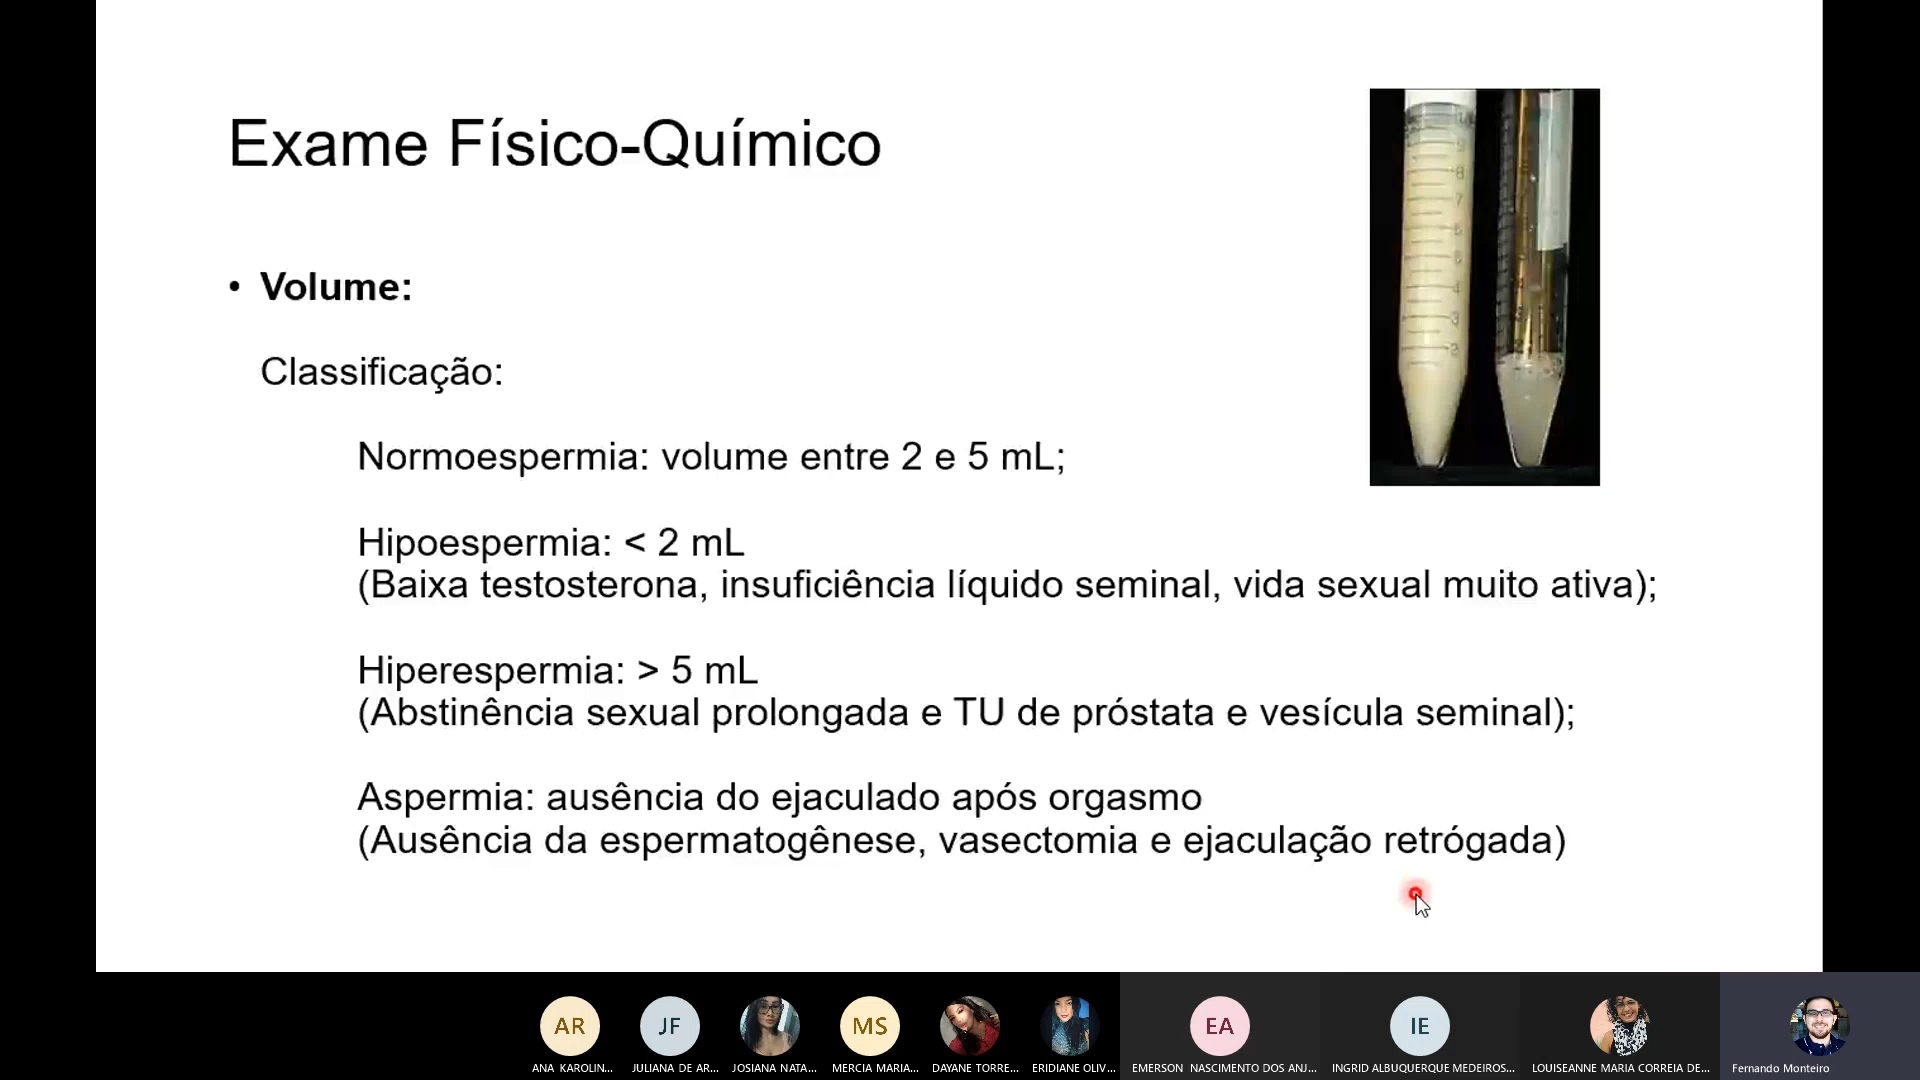 Exame Físico-Químico
• Volume:
Classificação:
Normoespermia: volume entre 2 e 5 mL;
Hipoespermia: < 2 mL
(Baixa testosterona, insuficiência líquido seminal, vida sexual muito ativa);
Hiperespermia: > 5 mL
(Abstinência sexual prolongada e TU de próstata e vesícula seminal);
Aspermia: ausência do ejaculado após orgasmo
(Ausência da espermatogênese, vasectomia e ejaculação retrógada)
AR JF MS EA IE
ANA KAROLIN... JULIANA DE AR... JOSIANA NATA... MERCIA MARIA... DAYANE TORRE... ERIDIANE OLIV... EMERSON NASCIMENTO DOS ANJ... INGRID ALBUQUERQUE MEDEIROS... LOUISEANNE MARIA CORREIA DE... Fernando Monteiro